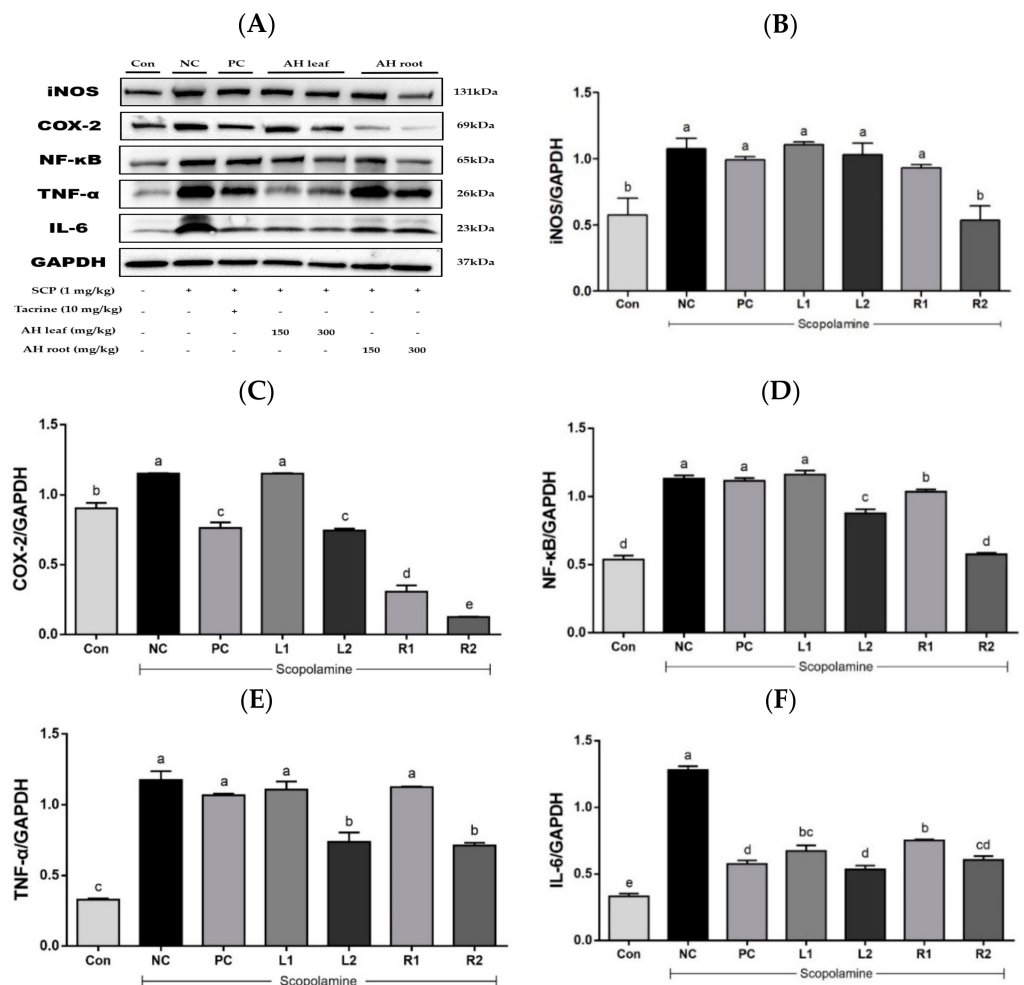 (A)
Con NC PC AH leaf AH root
iNOS 131kDa
COX-2 69kDa
NF-κB 65kDa
TNF-α 26kDa
IL-6 23kDa
GAPDH 37kDa
SCP (1 mg/kg) - + + + + + +
Tacrine (10 mg/kg) - - + - - - -
AH leaf (mg/kg) - - - 150 300 - -
AH root (mg/kg) - - - - - 150 300
(B)
iNOS/GAPDH
1.5
1.0
0.5
0.0
b a a a a a b
Con NC PC L1 L2 R1 R2
Scopolamine
(C)
COX-2/GAPDH
1.5
1.0
0.5
0.0
b a c a c d e
Con NC PC L1 L2 R1 R2
Scopolamine
(D)
NF-κB/GAPDH
1.5
1.0
0.5
0.0
d a a a c b d
Con NC PC L1 L2 R1 R2
Scopolamine
(E)
TNF-α/GAPDH
1.5
1.0
0.5
0.0
c a a a b a b
Con NC PC L1 L2 R1 R2
Scopolamine
(F)
IL-6/GAPDH
1.5
1.0
0.5
0.0
e a d bc d b cd
Con NC PC L1 L2 R1 R2
Scopolamine